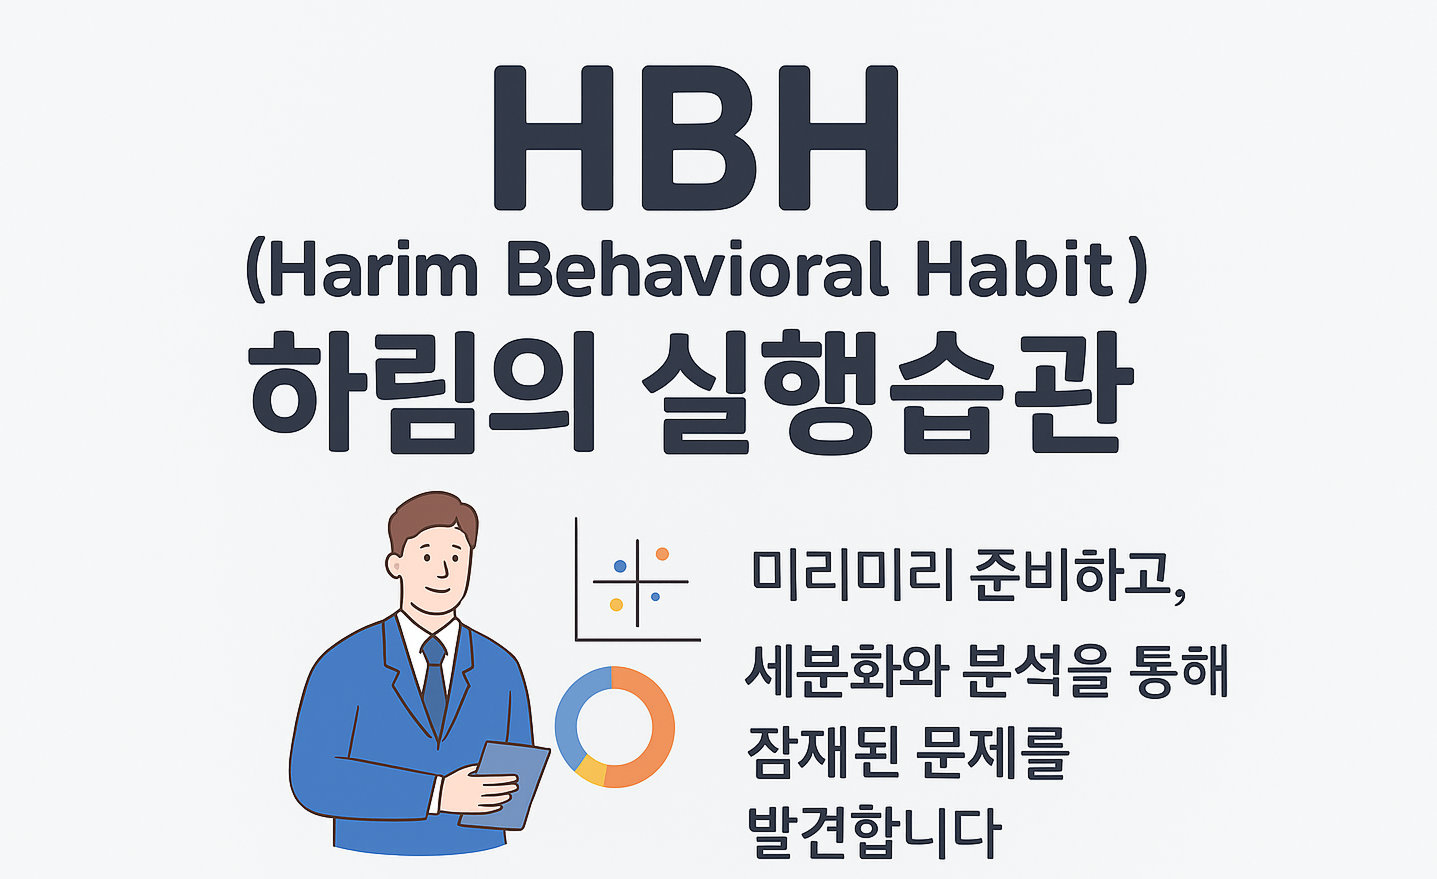 HBH
(Harim Behavioral Habit)
하림의 실행습관
미리미리 준비하고,
세분화와 분석을 통해
잠재된 문제를
발견합니다